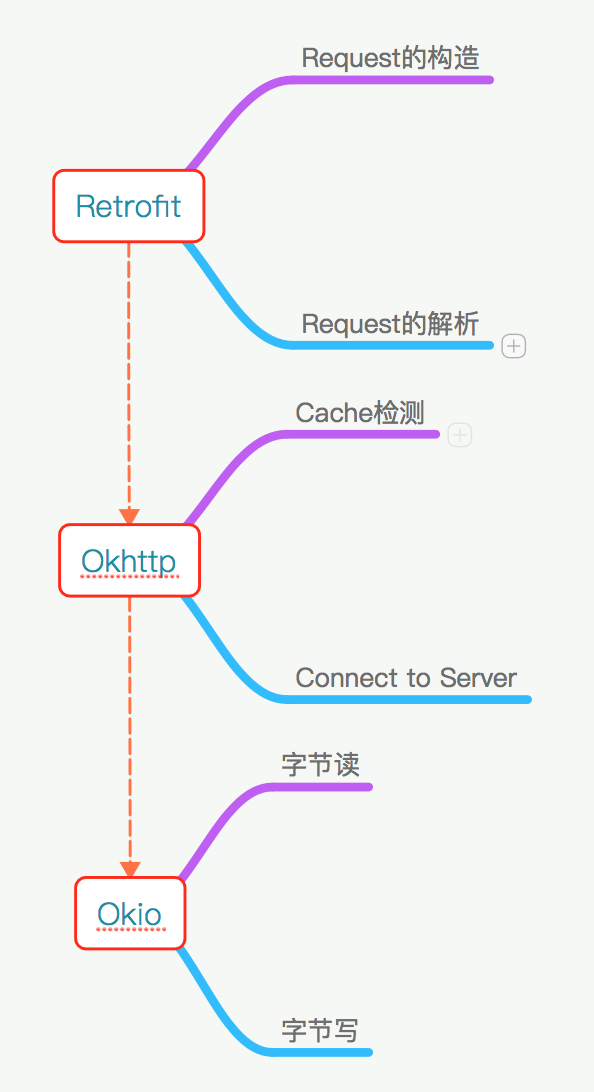 Request的构造
Retrofit
Request的解析
Cache检测
Okhttp
Connect to Server
字节读
Okio
字节写